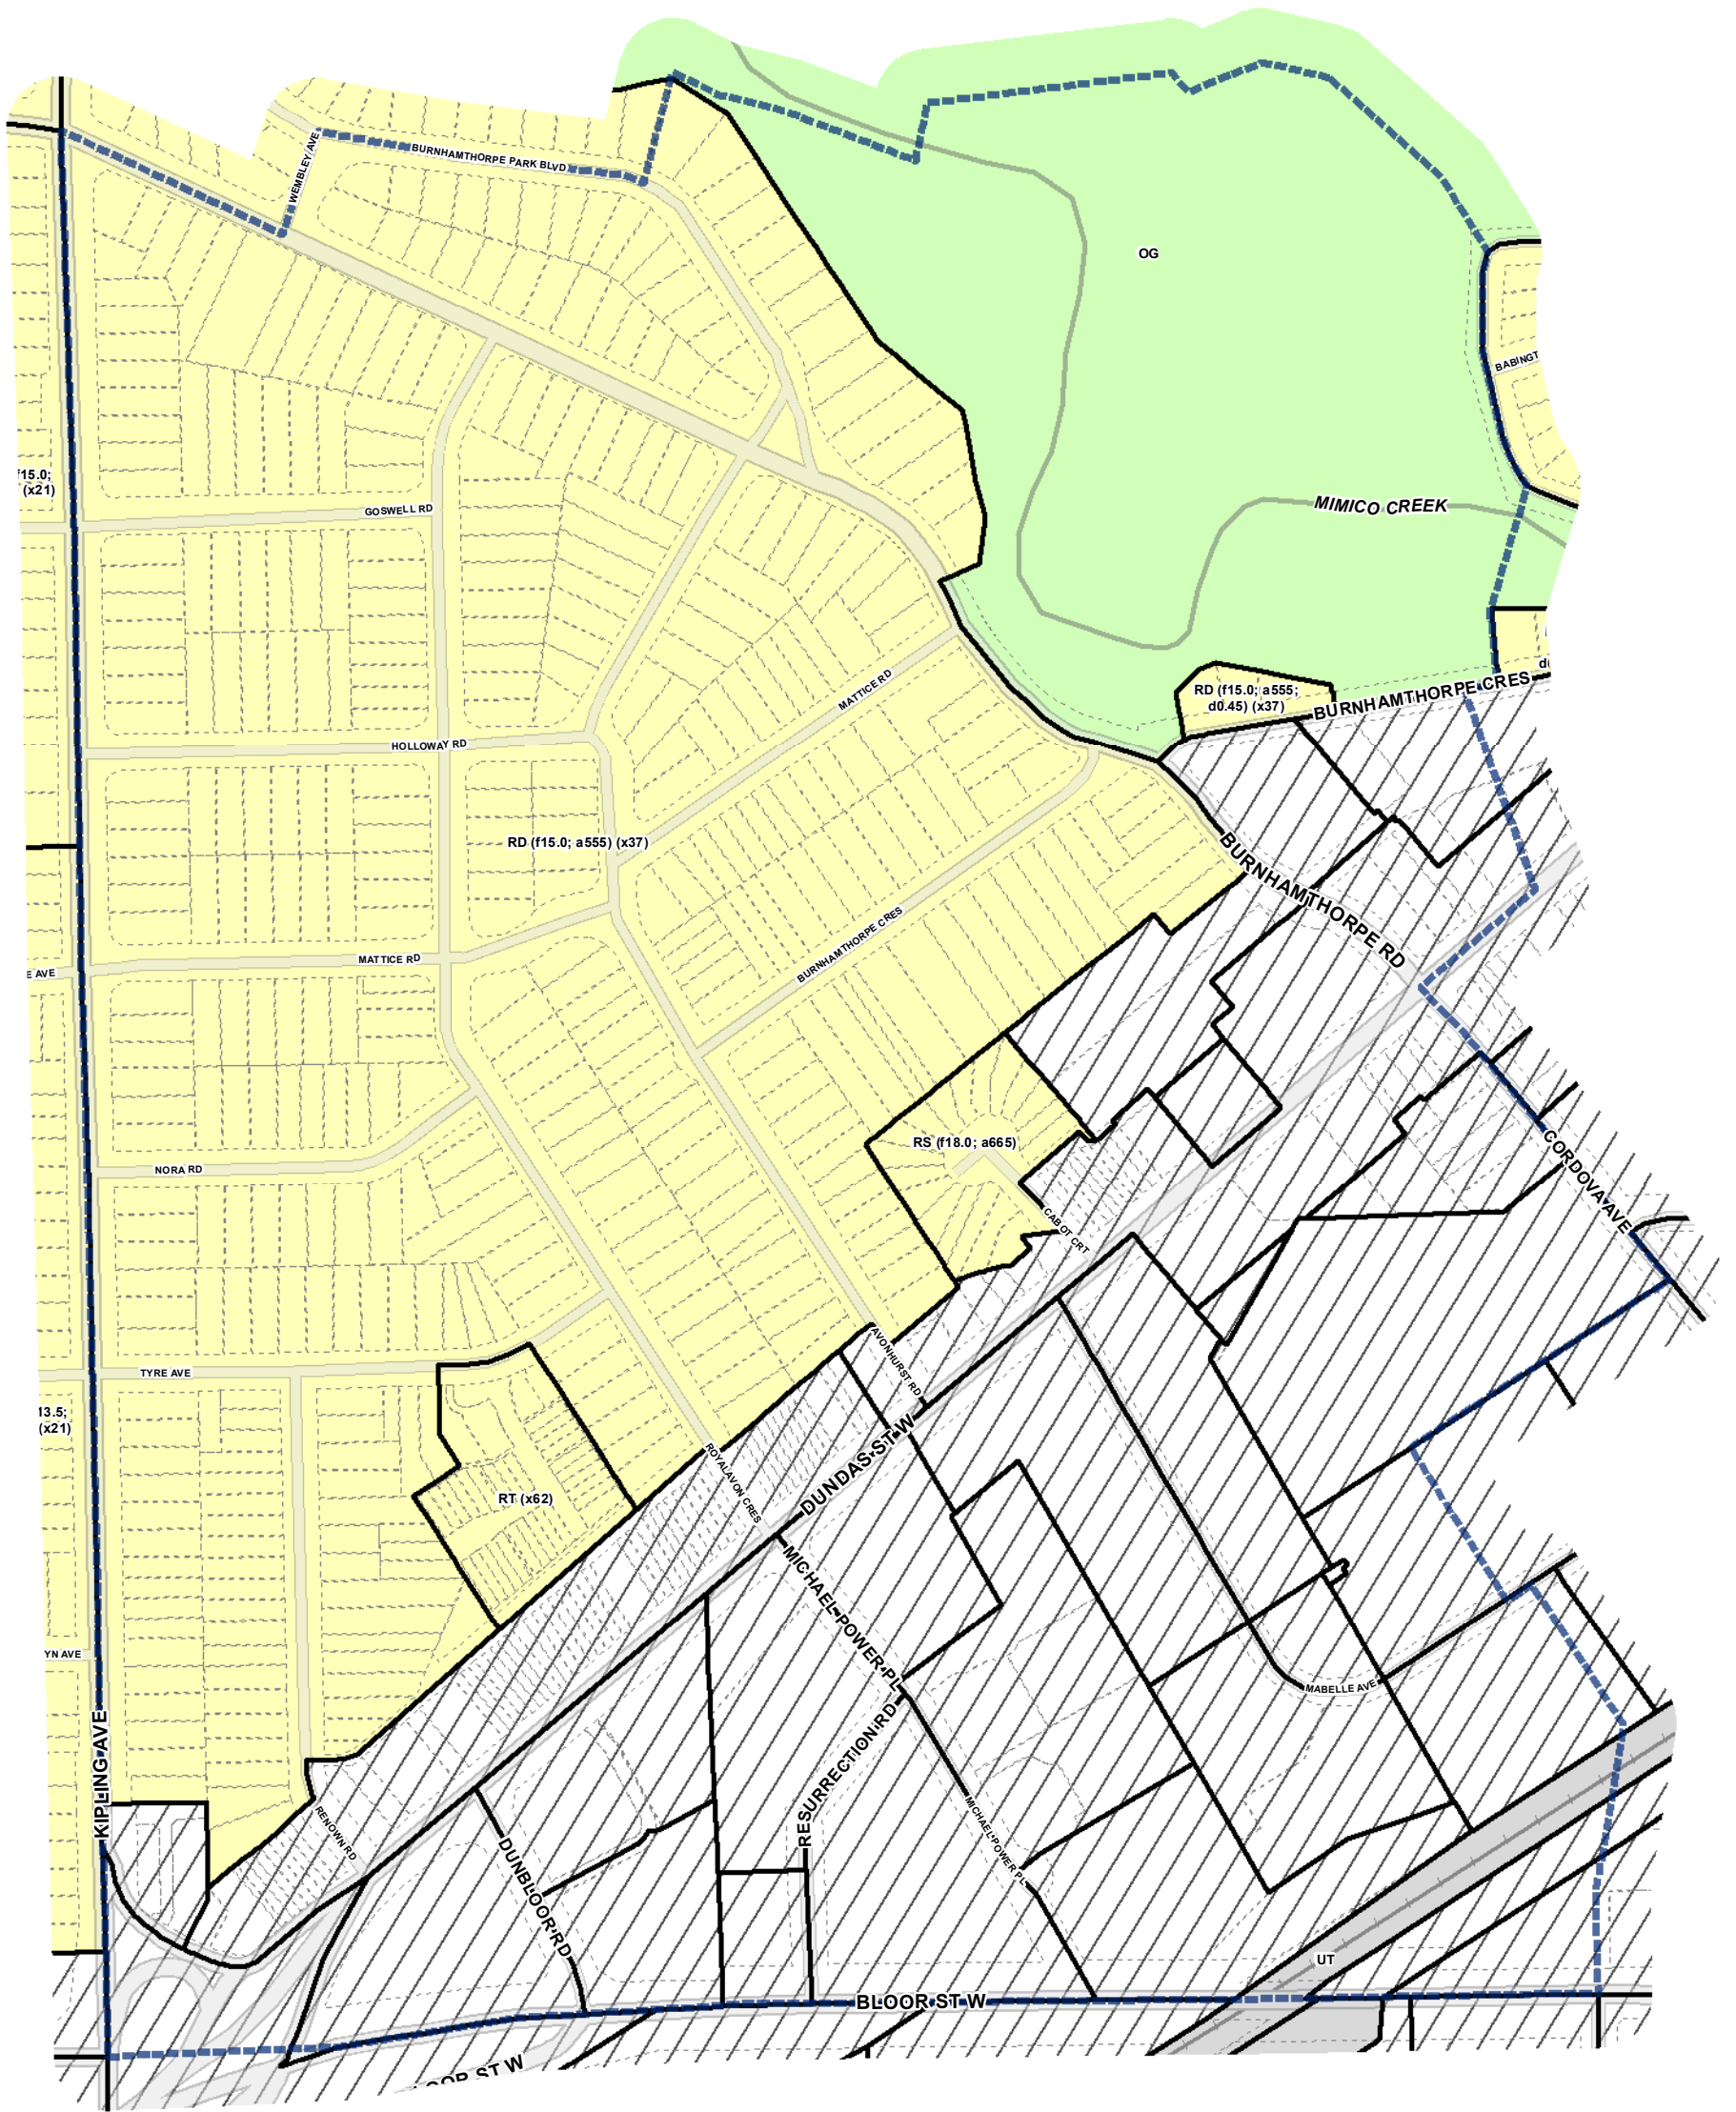 WEMBLEY AVE
BURNHAMTHORPE PARK BLVD
OG
BABINGT
f15.0;
(x21)
MIMICO CREEK
GOSWELL RD
MATTICE RD
RD (f15.0; a555;
d0.45) (x37)
BURNHAMTHORPE CRES
HOLLOWAY RD
RD (f15.0; a555) (x37)
BURNHAMTHORPE RD
BURNHAMTHORPE CRES
MATTICE RD
E AVE
RS (f18.0; a665)
CORDOVA AVE
NORA RD
CABOT CRT
TYRE AVE
AVONHURST RD
13.5;
(x21)
DUNDAS ST W
ROYALAVON CRES
RT (x62)
MICHAEL POWER PL
YN AVE
MABELLE AVE
KIPLING AVE
RESURRECTION RD
MICHAEL POWER PL
RENOWN RD
DUNBLOOR RD
UT
BLOOR ST W
LOOR ST W